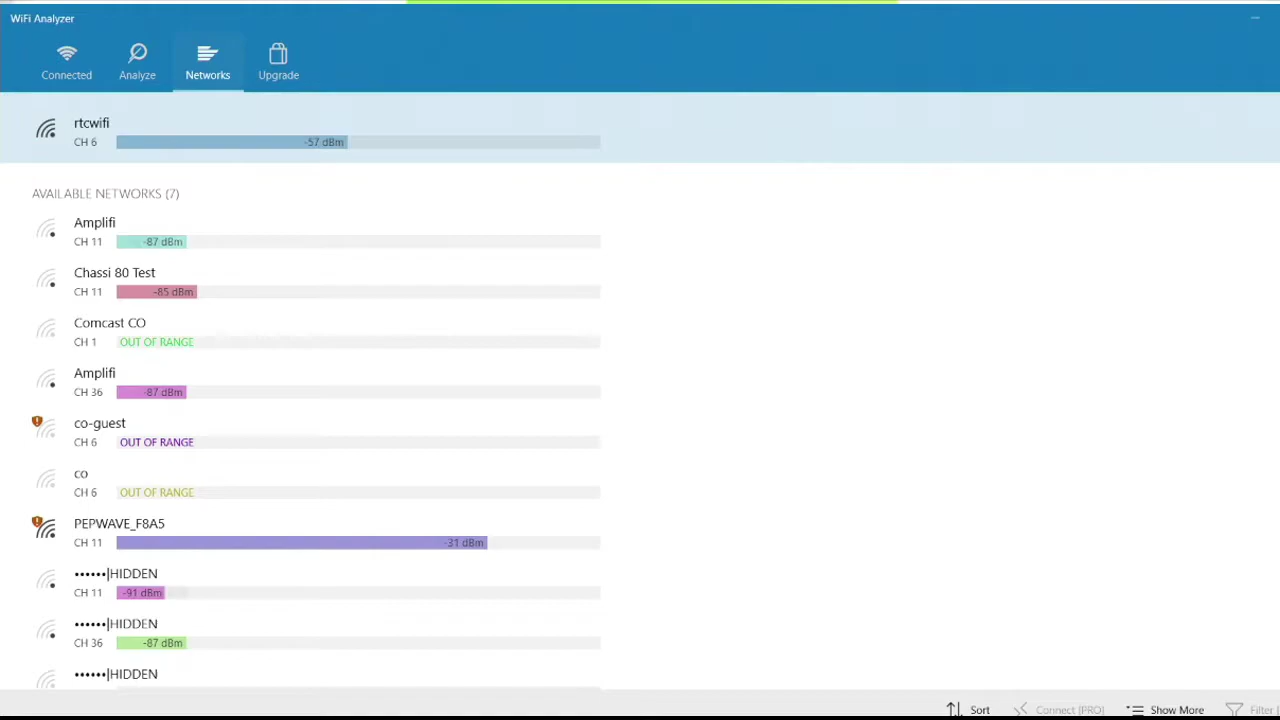 WiFi Analyzer
Connected Analyze Networks Upgrade
rtcwifi
CH 6 -57 dBm
AVAILABLE NETWORKS (7)
Amplifi
CH 11 -87 dBm
Chassi 80 Test
CH 11 -85 dBm
Comcast CO
CH 1 OUT OF RANGE
Amplifi
CH 36 -87 dBm
co-guest
CH 6 OUT OF RANGE
co
CH 6 OUT OF RANGE
PEPWAVE_F8A5
CH 11 -31 dBm
••••••|HIDDEN
CH 11 -91 dBm
••••••|HIDDEN
CH 36 -87 dBm
••••••|HIDDEN
Sort Connect [PRO] Show More Filter [